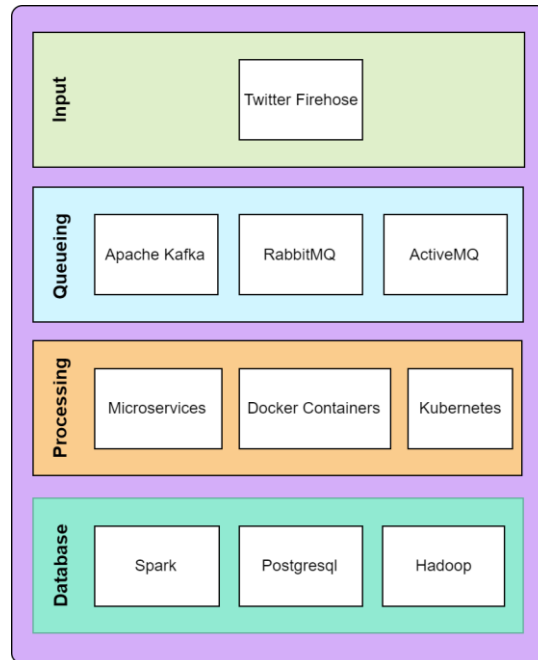 Input
Twitter Firehose
Queueing
Apache Kafka
RabbitMQ
ActiveMQ
Processing
Microservices
Docker Containers
Kubernetes
Database
Spark
Postgresql
Hadoop